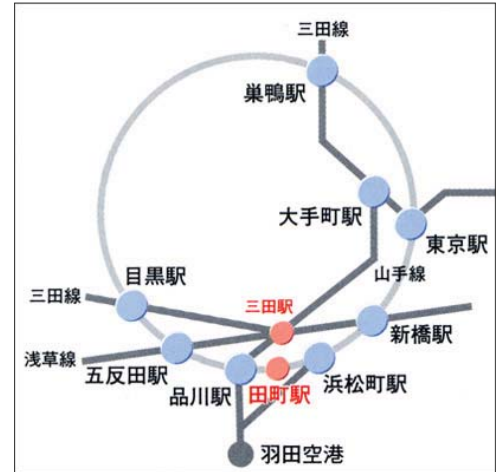 三田線
巣鴨駅
大手町駅
東京駅
山手線
目黒駅
三田線
三田駅
新橋駅
浅草線
五反田駅
品川駅
田町駅
浜松町駅
羽田空港